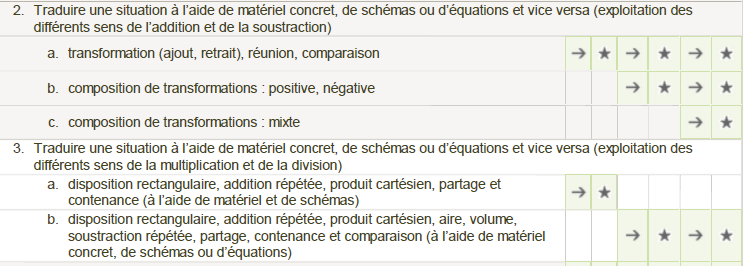 2. Traduire une situation à l’aide de matériel concret, de schémas ou d’équations et vice versa (exploitation des
différents sens de l’addition et de la soustraction)
a. transformation (ajout, retrait), réunion, comparaison → ★ → ★ → ★
b. composition de transformations : positive, négative → ★ → ★
c. composition de transformations : mixte → ★
3. Traduire une situation à l’aide de matériel concret, de schémas ou d’équations et vice versa (exploitation des
différents sens de la multiplication et de la division)
a. disposition rectangulaire, addition répétée, produit cartésien, partage et
contenance (à l’aide de matériel et de schémas) → ★
b. disposition rectangulaire, addition répétée, produit cartésien, aire, volume,
soustraction répétée, partage, contenance et comparaison (à l’aide de matériel → ★ → ★
concret, de schémas ou d’équations)